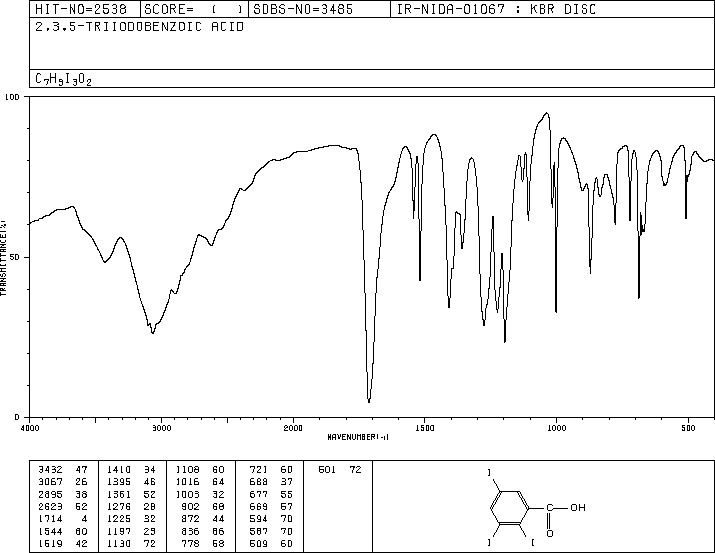 HIT-NO=2538 SCORE= ( ) SDBS-NO=3485 IR-NIDA-01067 : KBR DISC
2,3,5-TRIIODOBENZOIC ACID
C7H3I3O2
100
50
0
TRANSMITTANCE(%)
4000 3000 2000 1500 1000 500
WAVENUMBER(-1)
3432 47 1410 34 1108 60 721 60 501 72
3067 26 1395 46 1016 64 688 37
2895 38 1361 52 1003 32 677 55
2623 52 1276 28 902 68 669 57
1714 4 1225 32 872 44 594 70
1544 60 1197 23 836 66 587 70
1519 42 1130 72 778 58 509 60
I
C OH
O
I I